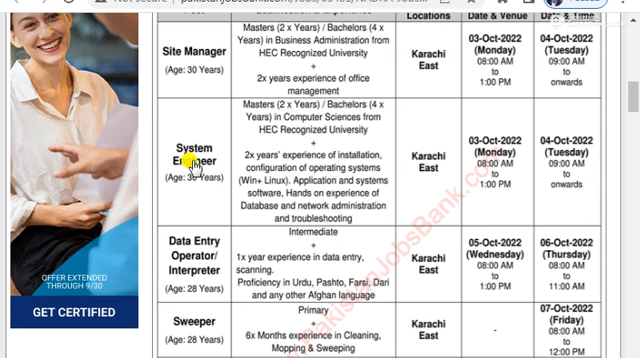 Not secure
Locations
Date & Venue
Date & Time
Site Manager
(Age: 30 Years)
Masters (2 x Years) / Bachelors (4 x
Years) in Business Administration from
HEC Recognized University
+
2x years experience of office
management
Karachi
East
03-Oct-2022
(Monday)
08:00 AM
to
1:00 PM
04-Oct-2022
(Tuesday)
09:00 AM
to
onwards
System
Engineer
(Age: 30 Years)
Masters (2 x Years) / Bachelors (4 x
Years) in Computer Sciences from
HEC Recognized University
+
2x years' experience of installation,
configuration of operating systems
(Win+ Linux). Application and systems
software, Hands on experience of
Database and network administration
and troubleshooting
Karachi
East
03-Oct-2022
(Monday)
08:00 AM
to
1:00 PM
04-Oct-2022
(Tuesday)
09:00 AM
to
onwards
Data Entry
Operator/
Interpreter
(Age: 28 Years)
Intermediate
+
1x year experience in data entry,
scanning.
Proficiency in Urdu, Pashto, Farsi, Dari
and any other Afghan language
Karachi
East
05-Oct-2022
(Wednesday)
08:00 AM
to
1:00 PM
06-Oct-2022
(Thursday)
08:00 AM
to
11:00 AM
Sweeper
(Age: 28 Years)
Primary
+
6x Months experience in Cleaning,
Mopping & Sweeping
Karachi
East
-
07-Oct-2022
(Friday)
08:00 AM
to
12:00 PM
PakistanJobsBank.com
OFFER EXTENDED
THROUGH 9/30
GET CERTIFIED